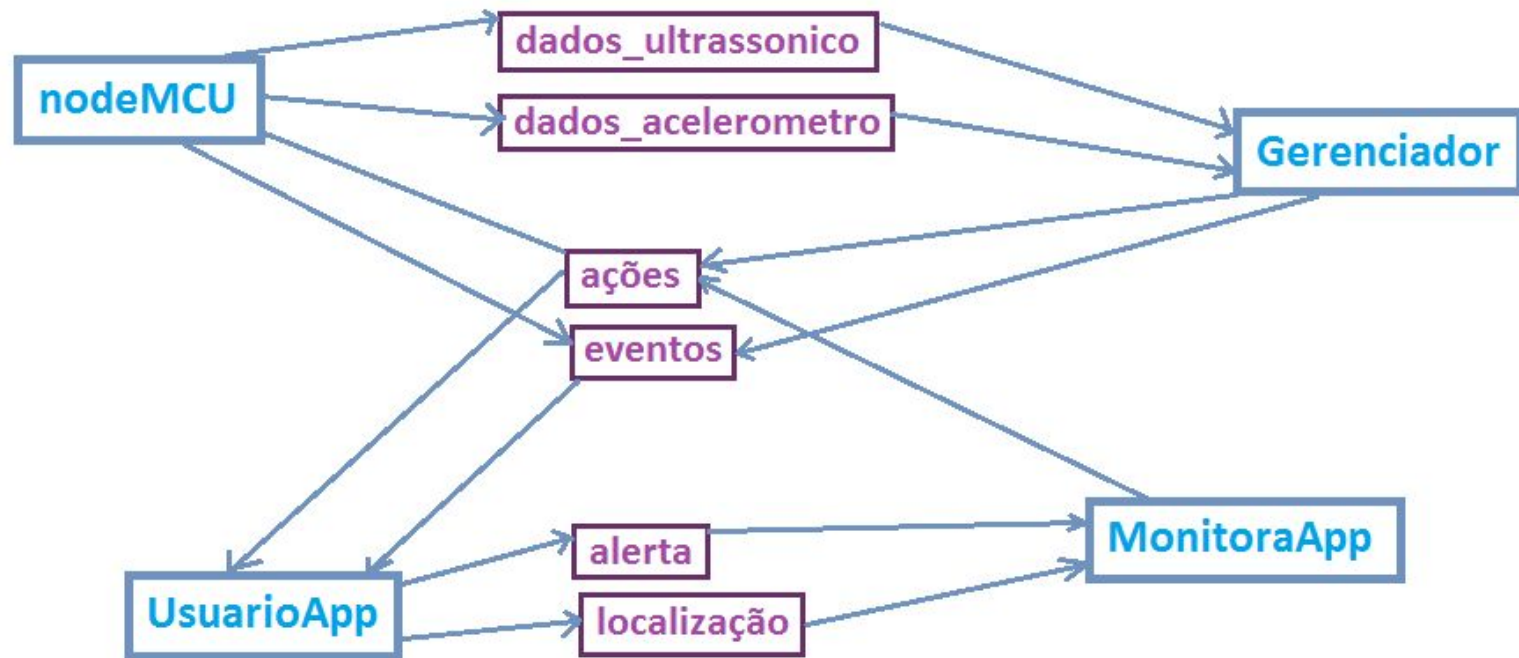 dados_ultrassonico
nodeMCU
dados_acelerometro
Gerenciador
ações
eventos
alerta
MonitoraApp
UsuarioApp
localização